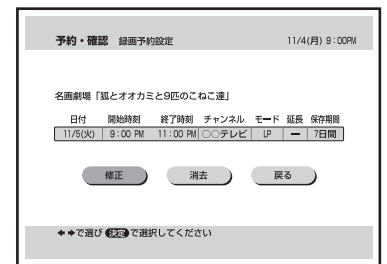 予約・確認 録画予約設定 11/4(月) 9:00PM
名画劇場「狐とオオカミと9匹のこねこ達」
日付 開始時刻 終了時刻 チャンネル モード 延長 保存期間
11/5(火) 9:00 PM 11:00 PM ○○テレビ LP ー 7日間
修正 消去 戻る
◆◆で選び 決定 で選択してください